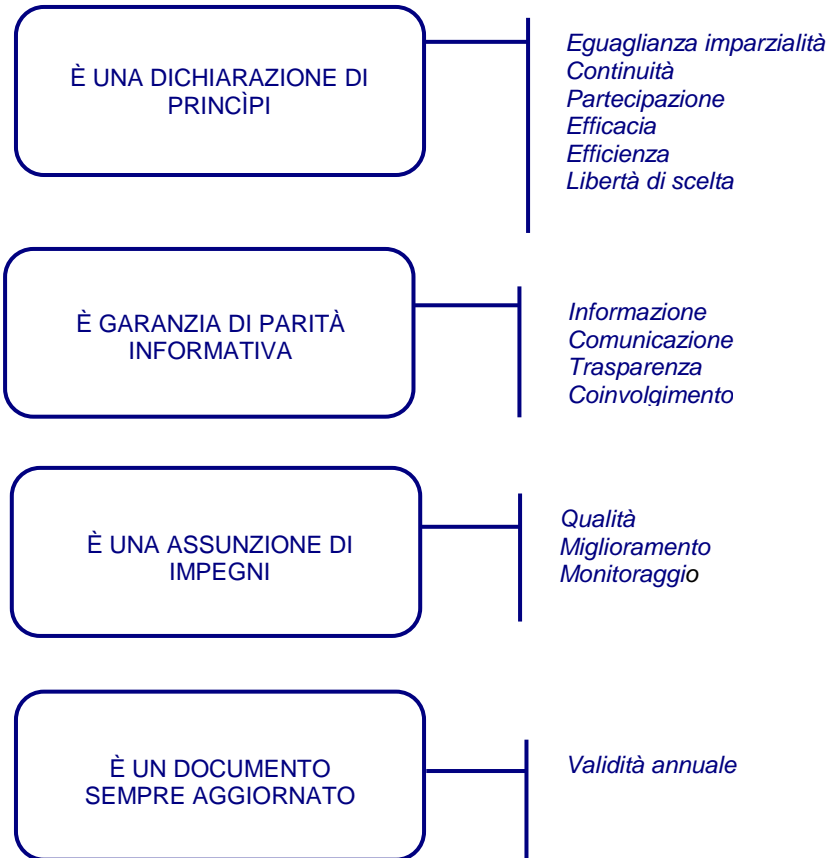 È UNA DICHIARAZIONE DI
PRINCÌPI
Eguaglianza imparzialità
Continuità
Partecipazione
Efficacia
Efficienza
Libertà di scelta
È GARANZIA DI PARITÀ
INFORMATIVA
Informazione
Comunicazione
Trasparenza
Coinvolgimento
È UNA ASSUNZIONE DI
IMPEGNI
Qualità
Miglioramento
Monitoraggio
È UN DOCUMENTO
SEMPRE AGGIORNATO
Validità annuale